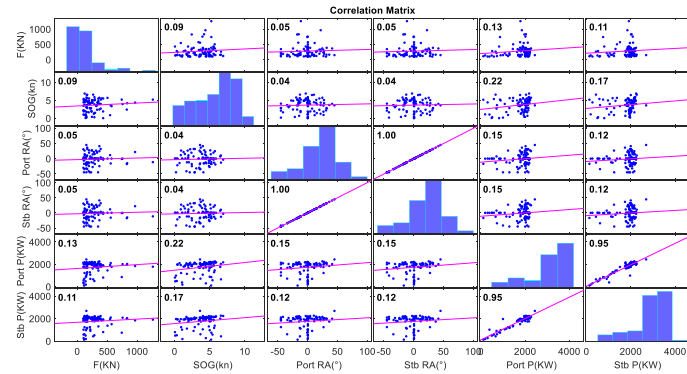 Correlation Matrix
F(KN) 1000 500 0 0.09 0.05 0.05 0.13 0.11
SOG(kn) 10 5 0 0.09 0.04 0.04 0.22 0.17
Port RA(°) 100 50 0 -50 0.05 0.04 1.00 0.15 0.12
Stb RA(°) 100 50 0 -50 0.05 0.04 1.00 0.15 0.12
Port P(KW) 4000 2000 0 0.13 0.22 0.15 0.15 0.95
Stb P(KW) 4000 2000 0 0.11 0.17 0.12 0.12 0.95
0 500 1000 0 5 10 -50 0 50 100 -50 0 50 100 0 2000 4000 0 2000 4000
F(KN) SOG(kn) Port RA(°) Stb RA(°) Port P(KW) Stb P(KW)